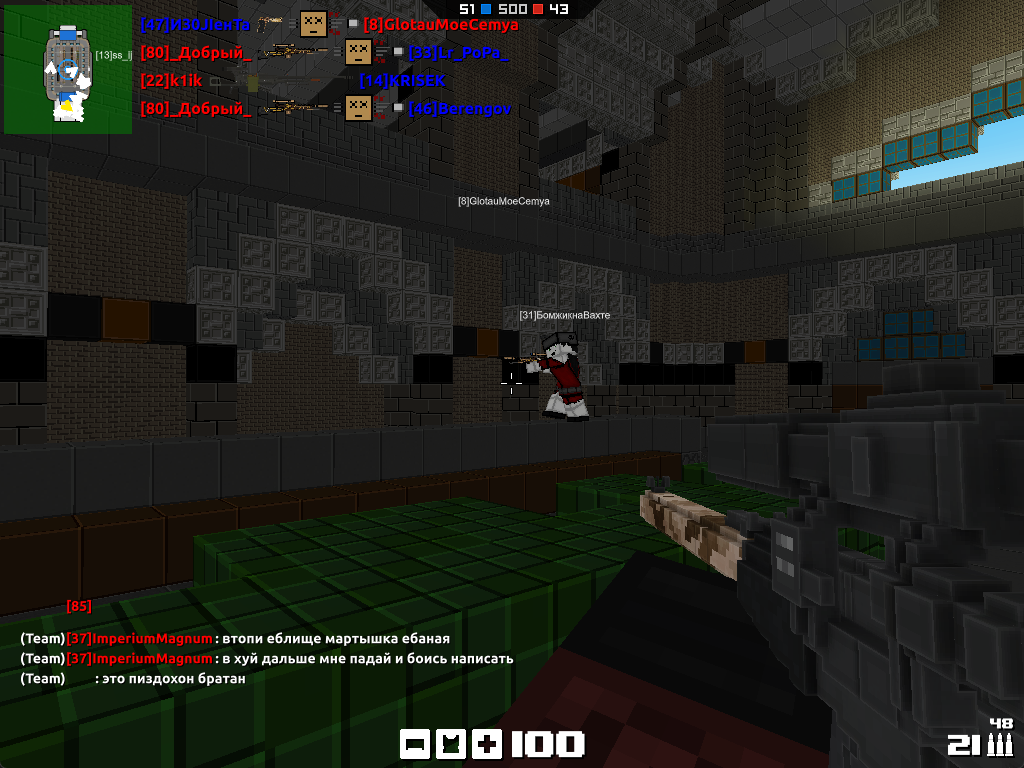 51 500 43
[47]ИЗОЛенТа [8]GlotauMoeCemya
[80]_Добрый_ [33]Lr_PoPa_
[13]ss_ij
[22]k1ik [14]KRISEK
[80]_Добрый_ [46]Berengov
[8]GlotauMoeCemya
[31]БомжикнаВахте
[85]
(Team)[37]ImperiumMagnum : втопи еблище мартышка ебаная
(Team)[37]ImperiumMagnum : в хуй дальше мне падай и боись написать
(Team) : это пиздохон братан
48
100 21